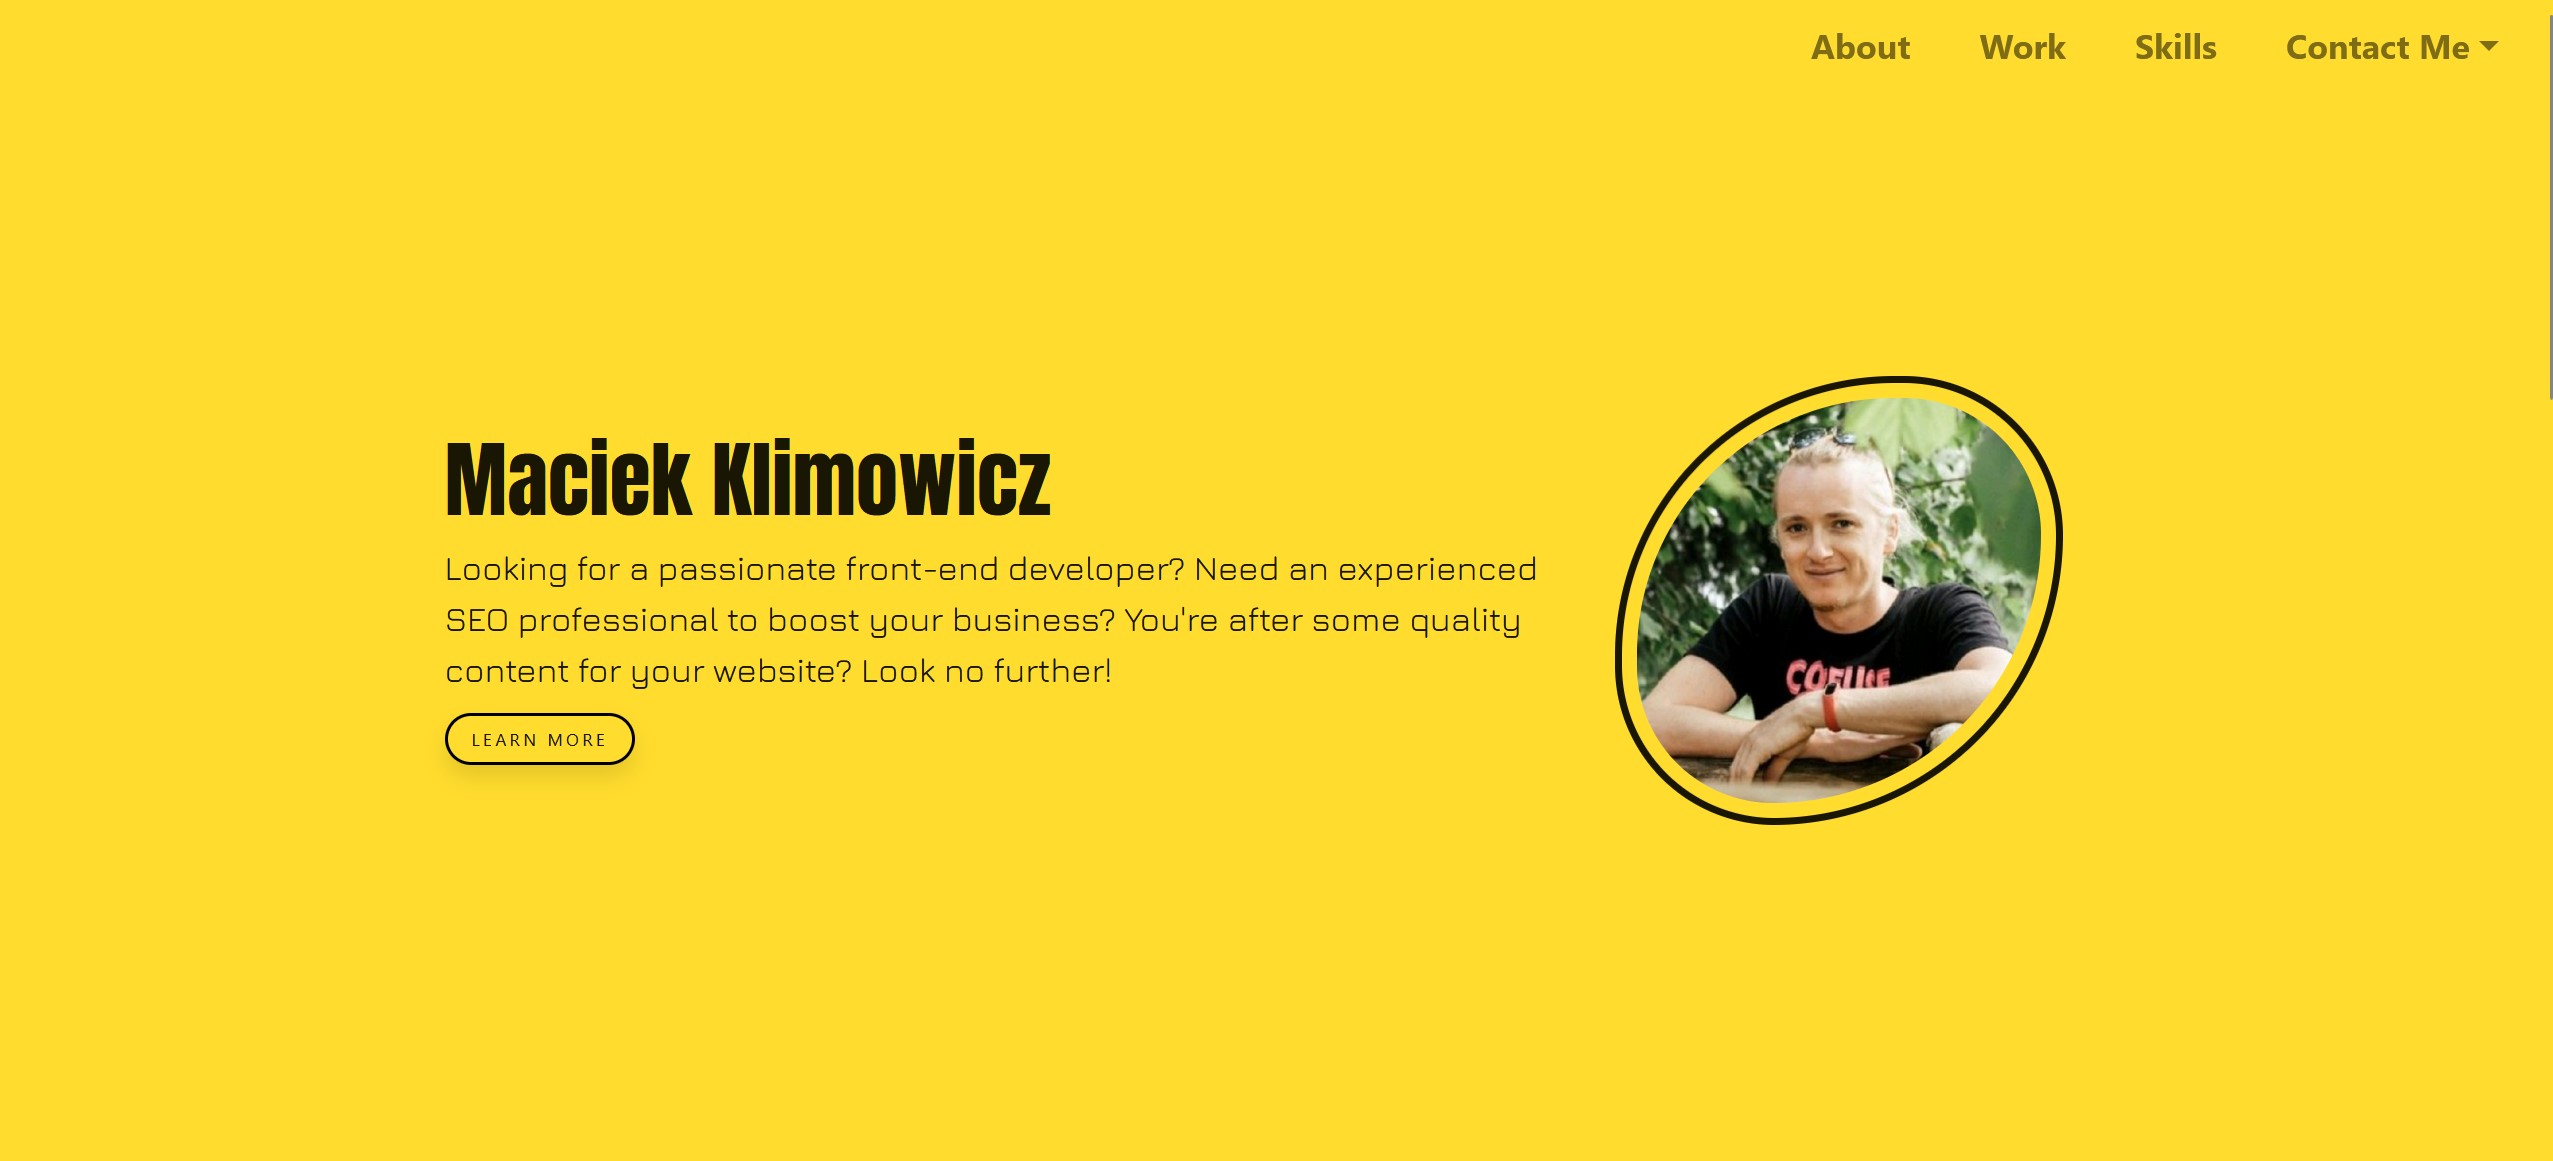 About
Work
Skills
Contact Me
Maciek Klimowicz
Looking for a passionate front-end developer? Need an experienced
SEO professional to boost your business? You're after some quality
content for your website? Look no further!
LEARN MORE